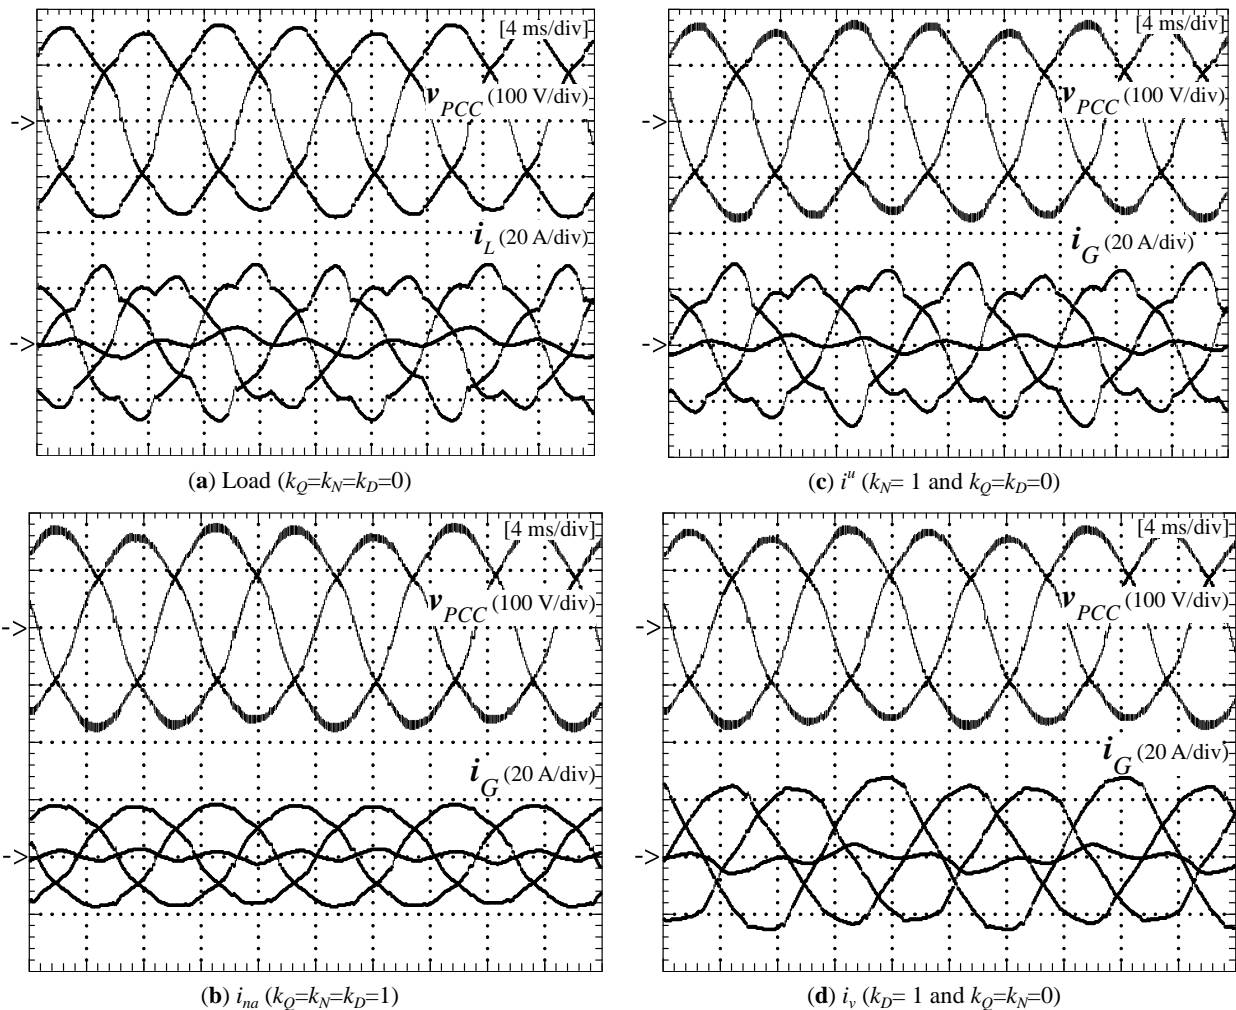 [4 ms/div]
v_PCC (100 V/div)
->
i_L (20 A/div)
->
(a) Load (k_Q=k_N=k_D=0)
[4 ms/div]
v_PCC (100 V/div)
->
i_G (20 A/div)
->
(c) i^u (k_N= 1 and k_Q=k_D=0)
[4 ms/div]
v_PCC (100 V/div)
->
i_G (20 A/div)
->
(b) i_na (k_Q=k_N=k_D=1)
[4 ms/div]
v_PCC (100 V/div)
->
i_G (20 A/div)
->
(d) i_v (k_D= 1 and k_Q=k_N=0)